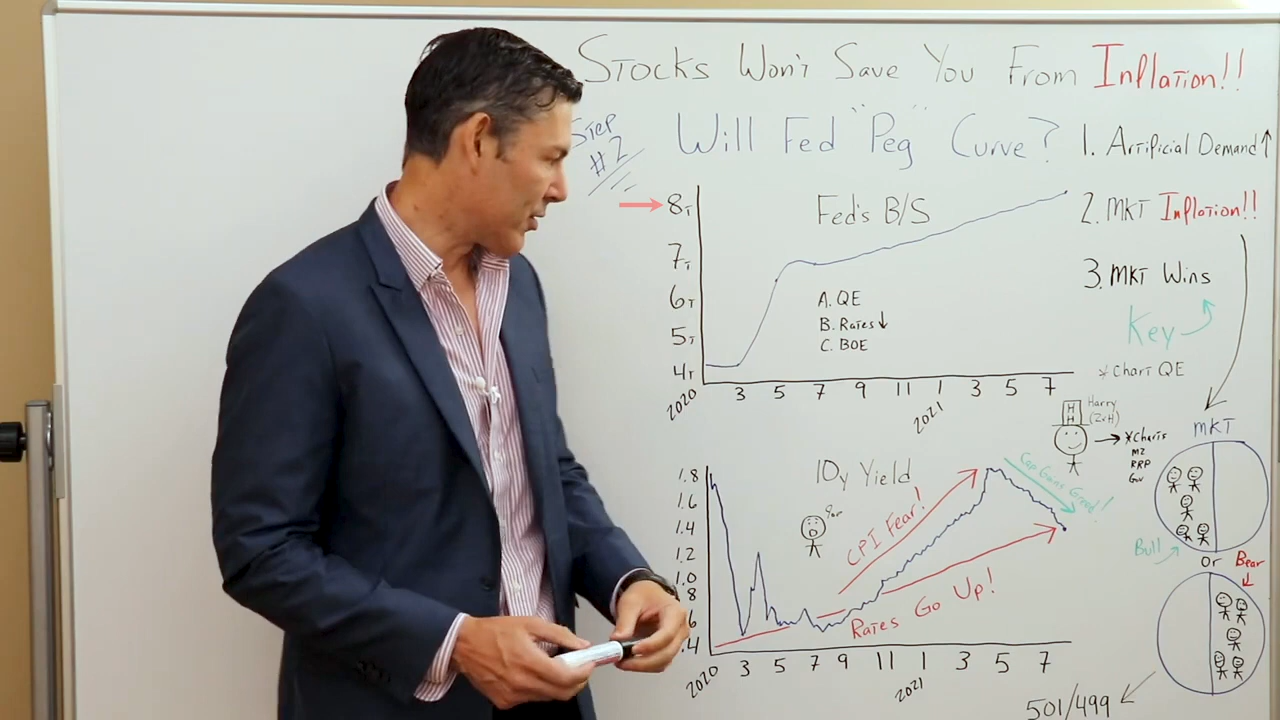 Stocks Won't Save You From Inflation!!
Step
#2
Will Fed "Peg" Curve?
1. Artificial Demand↑
2. MKT Inflation!!
3. MKT Wins
Key
*Chart QE
Fed's B/S
8T
7T
6T
5T
4T
A. QE
B. Rates↓
C. BOE
2020 3 5 7 9 11 1 3 5 7
2021
H
H
Harry
(ZrH)
→ *Charts
M2
RRP
Gov
MKT
Bull
Or
Bear
501/499
10y Yield
1.8
1.6
1.4
1.2
1.0
.8
.6
.4
CPI Fear!
Cap Gains Greed!
Rates Go Up!
2020 3 5 7 9 11 1 3 5 7
2021